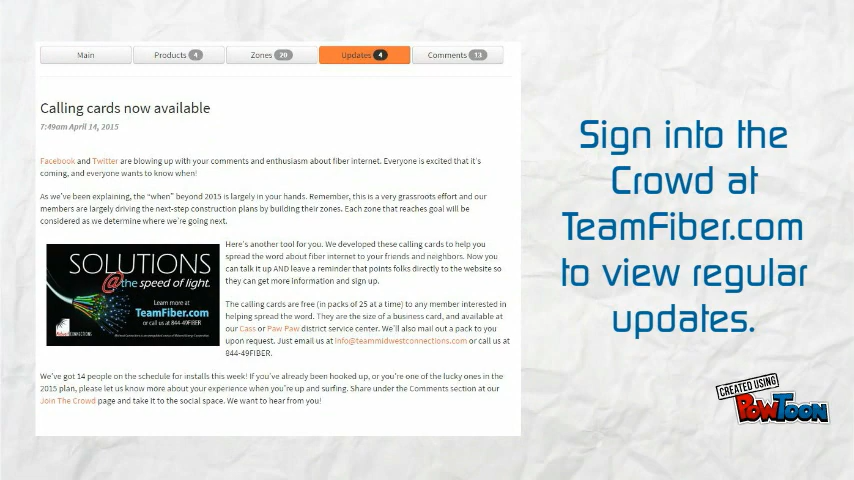 Main
Products 4
Zones 20
Updates 4
Comments 13
Calling cards now available
7:49am April 14, 2015
Facebook and Twitter are blowing up with your comments and enthusiasm about fiber internet. Everyone is excited that it's
coming, and everyone wants to know when!
As we've been explaining, the "when" beyond 2015 is largely in your hands. Remember, this is a very grassroots effort and our
members are largely driving the next-step construction plans by building their zones. Each zone that reaches goal will be
considered as we determine where we're going next.
SOLUTIONS
@the speed of light.
Learn more at
TeamFiber.com
or call us at 844-49FIBER
Here's another tool for you. We developed these calling cards to help you
spread the word about fiber internet to your friends and neighbors. Now you
can talk it up AND leave a reminder that points folks directly to the website so
they can get more information and sign up.
The calling cards are free (in packs of 25 at a time) to any member interested in
helping spread the word. They are the size of a business card, and available at
our Cass or Paw Paw district service center. We'll also mail out a pack to you
upon request. Just email us at info@teammidwestconnections.com or call us at
844-49FIBER.
We've got 14 people on the schedule for installs this week! If you've already been hooked up, or you're one of the lucky ones in the
2015 plan, please let us know more about your experience when you're up and surfing. Share under the Comments section at our
Join The Crowd page and take it to the social space. We want to hear from you!
Sign into the
Crowd at
TeamFiber.com
to view regular
updates.
CREATED USING
POWTOON